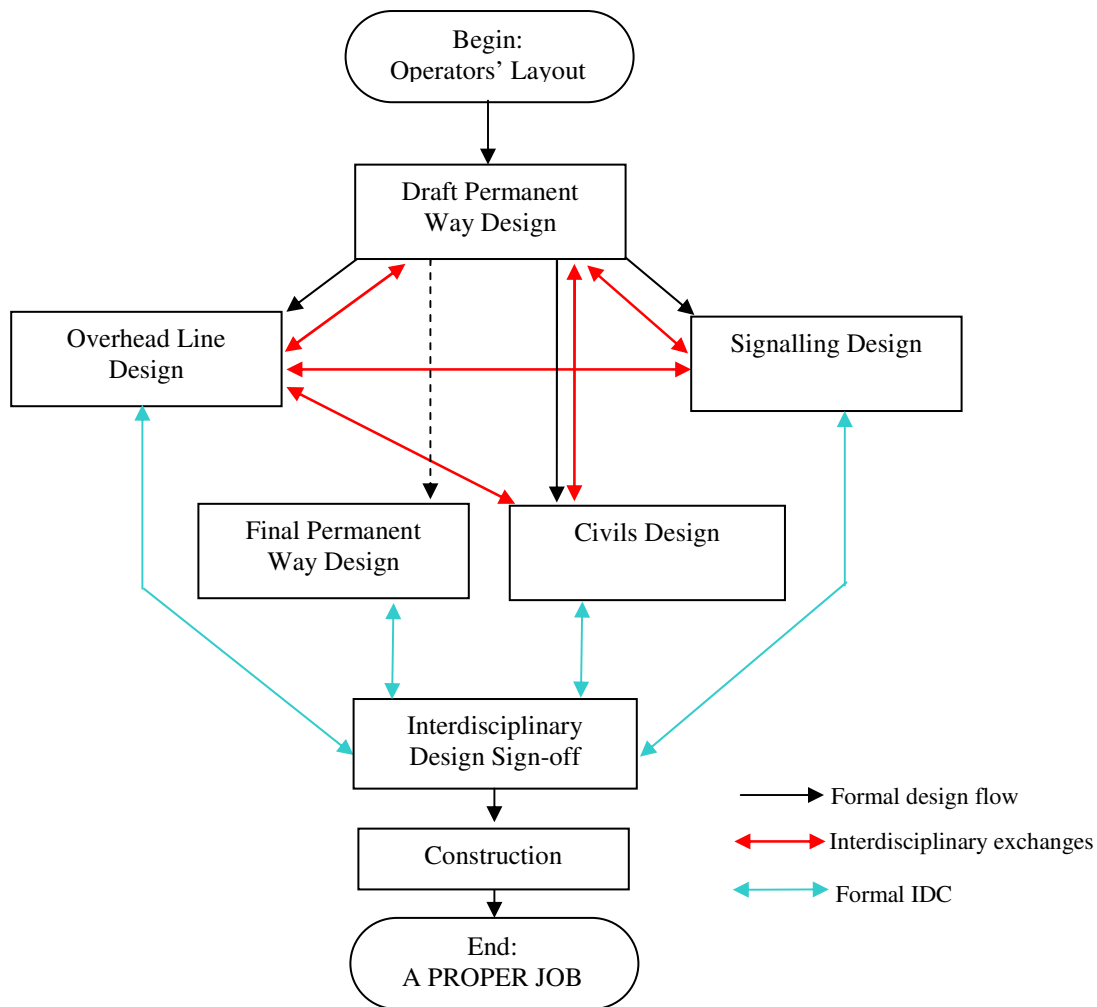 Begin:
Operators’ Layout
Draft Permanent
Way Design
Overhead Line
Design
Signalling Design
Final Permanent
Way Design
Civils Design
Interdisciplinary
Design Sign-off
Formal design flow
Interdisciplinary exchanges
Construction
Formal IDC
End:
A PROPER JOB